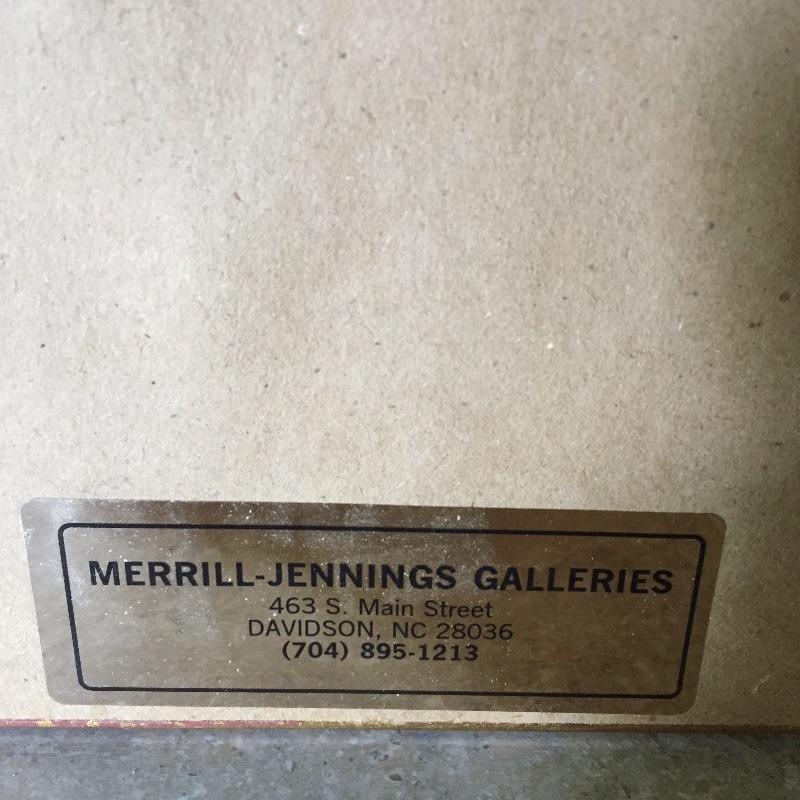 MERRILL-JENNINGS GALLERIES
463 S. Main Street
DAVIDSON, NC 28036
(704) 895-1213